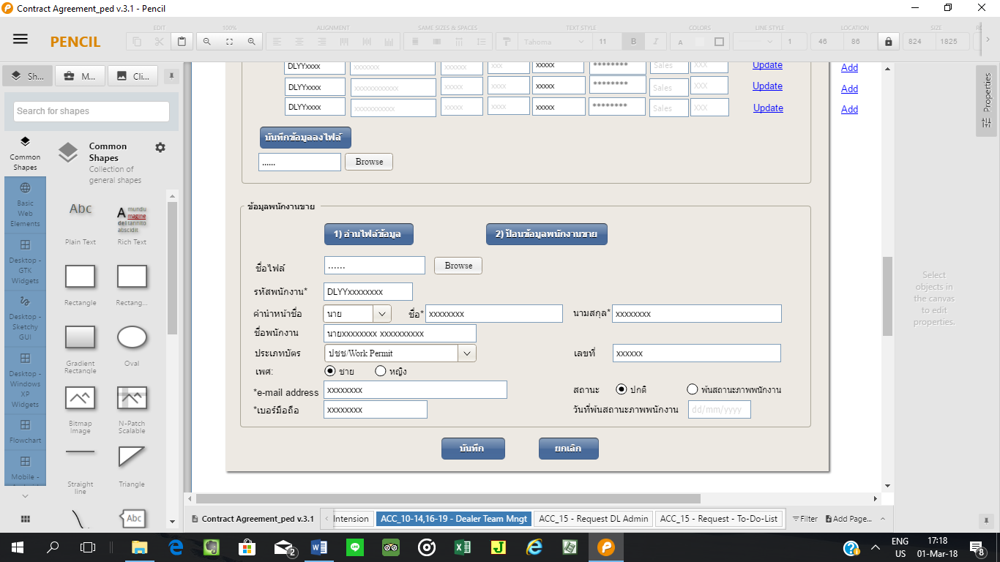 Contract Agreement_ped v.3.1 - Pencil
PENCIL
EDIT 100% ALIGNMENT SAME SIZES & SPACES TEXT STYLE COLORS LINE STYLE LOCATION SIZE
Tahoma 11 B I A 1 46 86 824 1825
Sh... M... Cli...
Search for shapes
Common Shapes
Common Shapes
Collection of general shapes
Basic Web Elements
Desktop - GTK Widgets
Desktop - Sketchy GUI
Desktop - Windows XP Widgets
Flowchart
Mobile -
Abc
A mundu magine del tannito abscidit
Plain Text Rich Text
Rectangle Rectang...
Gradient Rectangle Oval
Bitmap Image N-Patch Scalable
Straight line Triangle
Abc
DLYYxxxx xxxxxxx xxxxxx xxx xxxxx ******** Sales XXX Update Add
DLYYxxxx xxxxxxxxxxxx xxxxx xxxx xxxxx ******** Sales XXX Update Add
DLYYxxxx xxxxxxxxxxxx xxxxx xxxx xxxxx ******** Sales XXX Update Add
บันทึกข้อมูลลงไฟล์
...... Browse
ข้อมูลพนักงานขาย
1) อ่านไฟล์ข้อมูล 2) ป้อนข้อมูลพนักงานขาย
ชื่อไฟล์ ...... Browse
รหัสพนักงาน* DLYYxxxxxxxx
คำนำหน้าชื่อ นาย ชื่อ* xxxxxxxx นามสกุล* xxxxxxxx
ชื่อพนักงาน นายxxxxxxxx xxxxxxxxxx
ประเภทบัตร ปชช/Work Permit เลขที่ xxxxxx
เพศ: ชาย หญิง
*e-mail address xxxxxxxx สถานะ ปกติ พ้นสถานะภาพพนักงาน
*เบอร์มือถือ xxxxxxxx วันที่พ้นสถานะภาพพนักงาน dd/mm/yyyy
บันทึก ยกเลิก
Properties
Select objects in the canvas to edit properties.
Contract Agreement_ped v.3.1 Intension ACC_10-14,16-19 - Dealer Team Mngt ACC_15 - Request DL Admin ACC_15 - Request - To-Do-List Filter Add Page...
2
ENG US
17:18
01-Mar-18
8